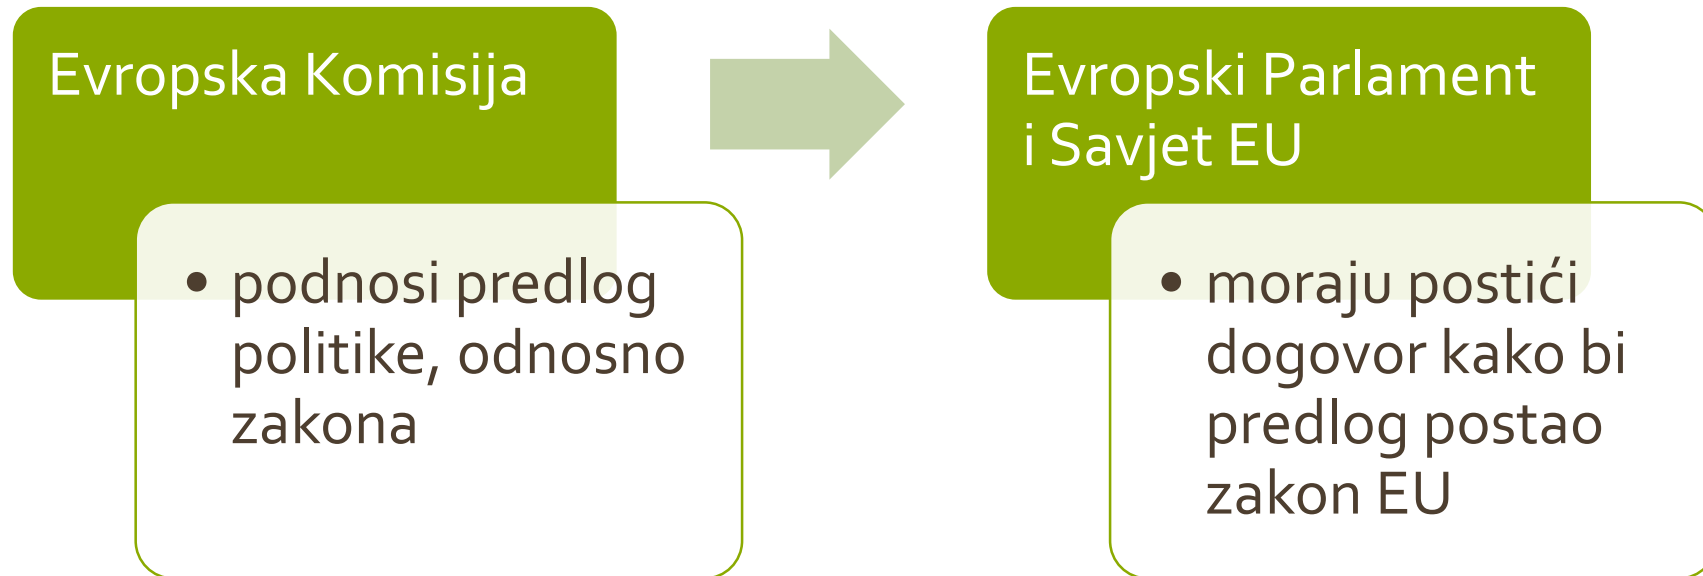 Evropska Komisija
• podnosi predlog
politike, odnosno
zakona
Evropski Parlament
i Savjet EU
• moraju postići
dogovor kako bi
predlog postao
zakon EU